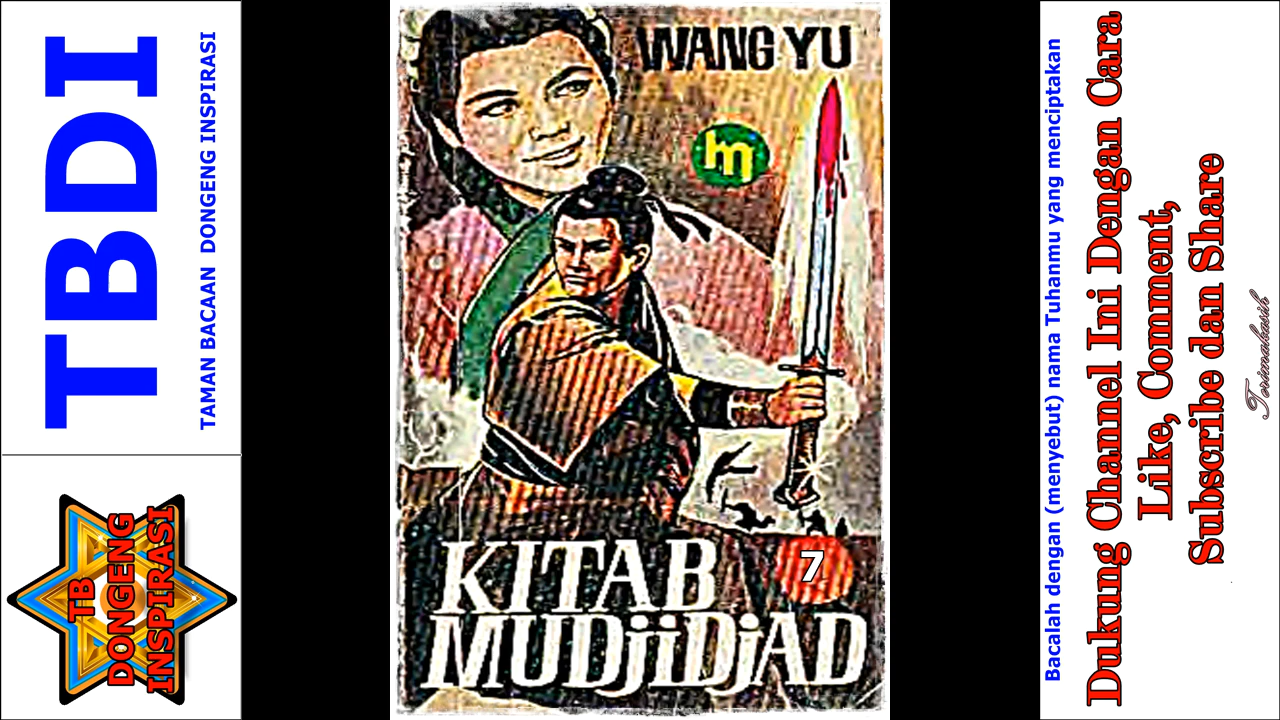 TBDI
TAMAN BACAAN DONGENG INSPIRASI
TB
DONGENG
INSPIRASI
WANG YU
hm
KITAB
7
MUDjiDjAD
Bacalah dengan (menyebut) nama Tuhanmu yang menciptakan
Dukung Channel Ini Dengan Cara
Like, Comment,
Subscribe dan Share
Terimakasih